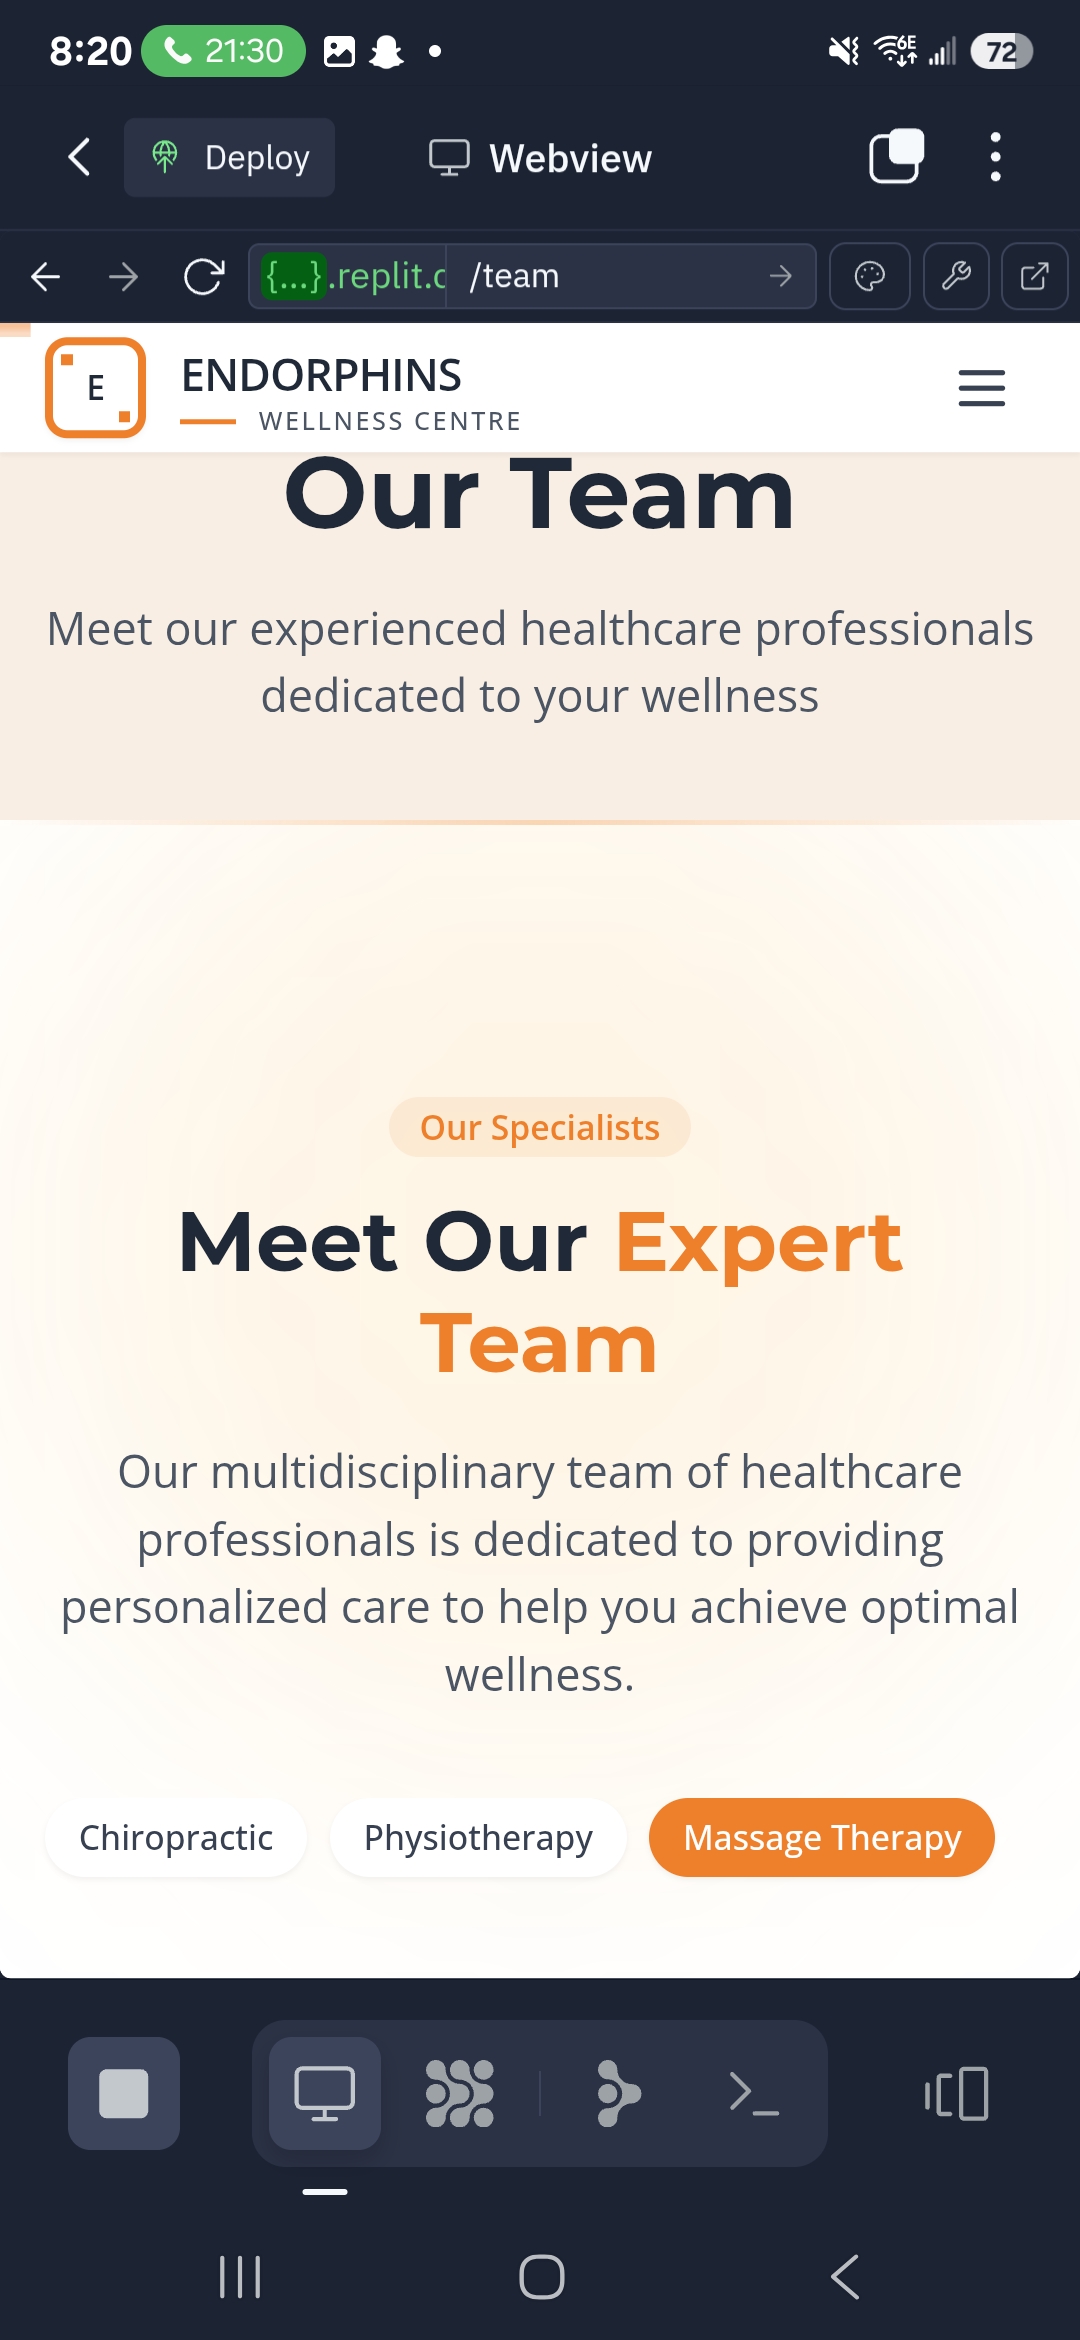 8:20 21:30 6E 72
Deploy Webview
{...}.replit.c /team
E ENDORPHINS
WELLNESS CENTRE
Our Team
Meet our experienced healthcare professionals
dedicated to your wellness
Our Specialists
Meet Our Expert
Team
Our multidisciplinary team of healthcare
professionals is dedicated to providing
personalized care to help you achieve optimal
wellness.
Chiropractic Physiotherapy Massage Therapy